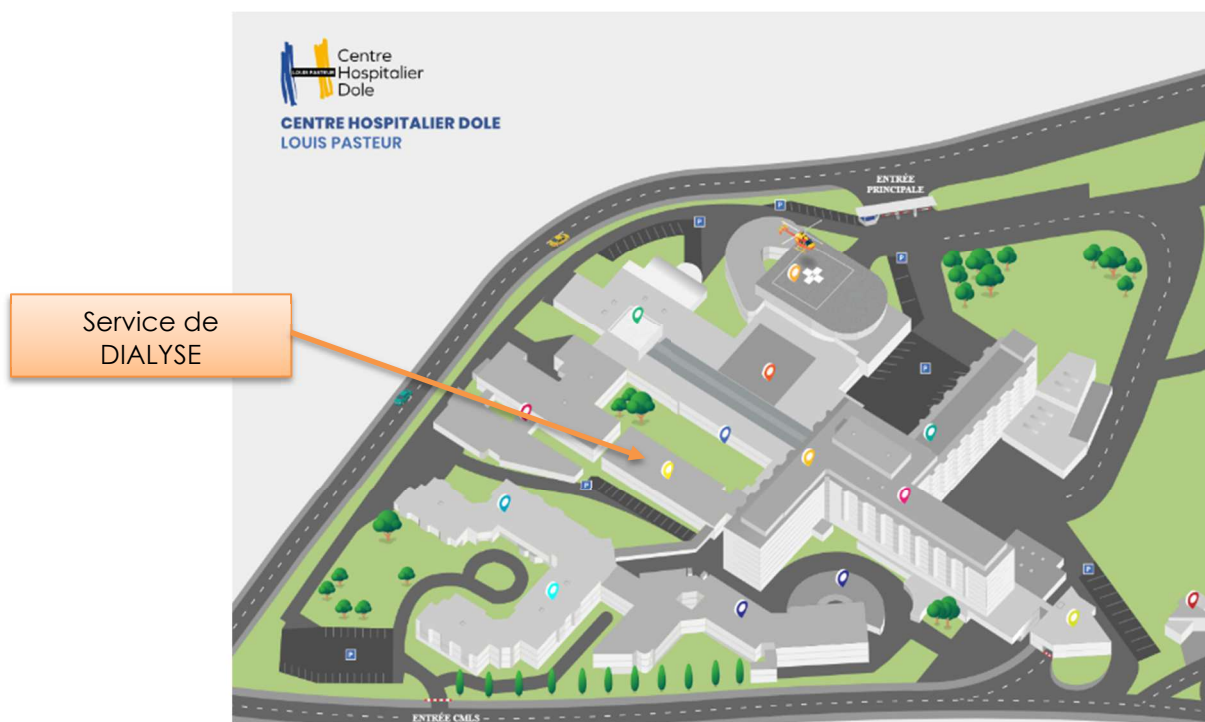 LOUIS PASTEUR
Centre
Hospitalier
Dole
CENTRE HOSPITALIER DOLE
LOUIS PASTEUR
ENTRÉE
PRINCIPALE
P
P
P
Service de
DIALYSE
P
P
P
P
ENTRÉE CMLS